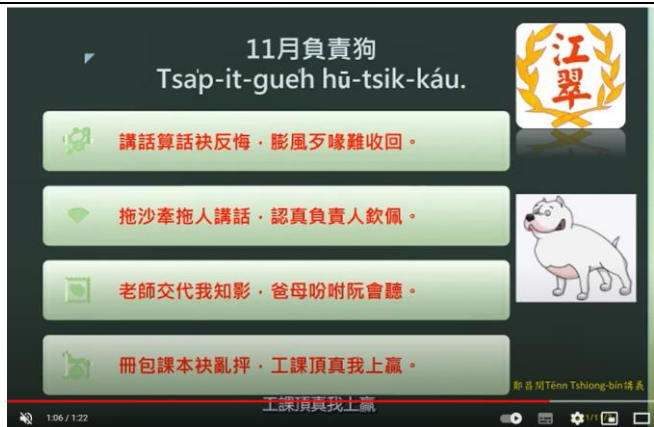 11月負責狗
Tsa̍p-it-gue̍h hū-tsik-káu.
江
翠
講話算話袂反悔，膨風歹喙難收回。
拖沙牽拖人講話，認真負責人欽佩。
老師交代我知影，爸母吩咐阮會聽。
冊包課本袂亂抨，工課頂真我上贏。
鄭昌閔Tēnn Tshiong-bín講義
工課頂真我上贏
1:06 / 1:22
1/1